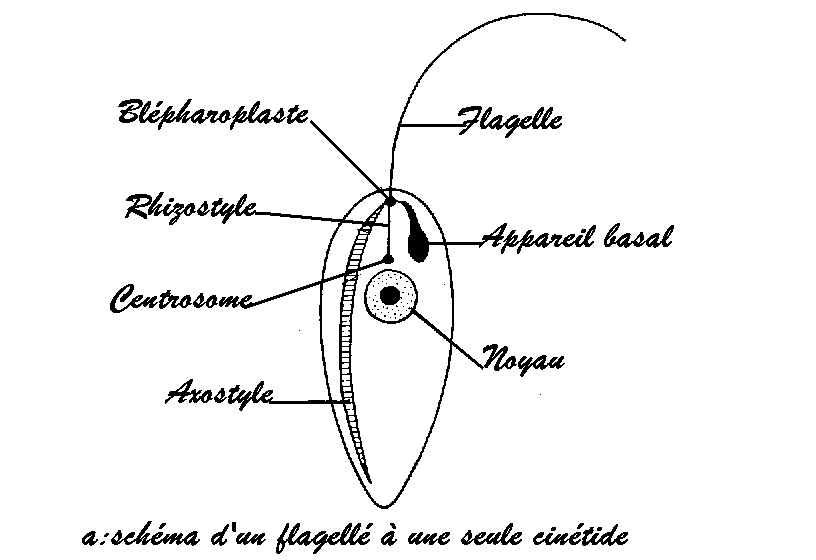 Blépharoplaste
Flagelle
Rhizostyle
Appareil basal
Centrosome
Noyau
Axostyle
a:schéma d'un flagellé à une seule cinétide